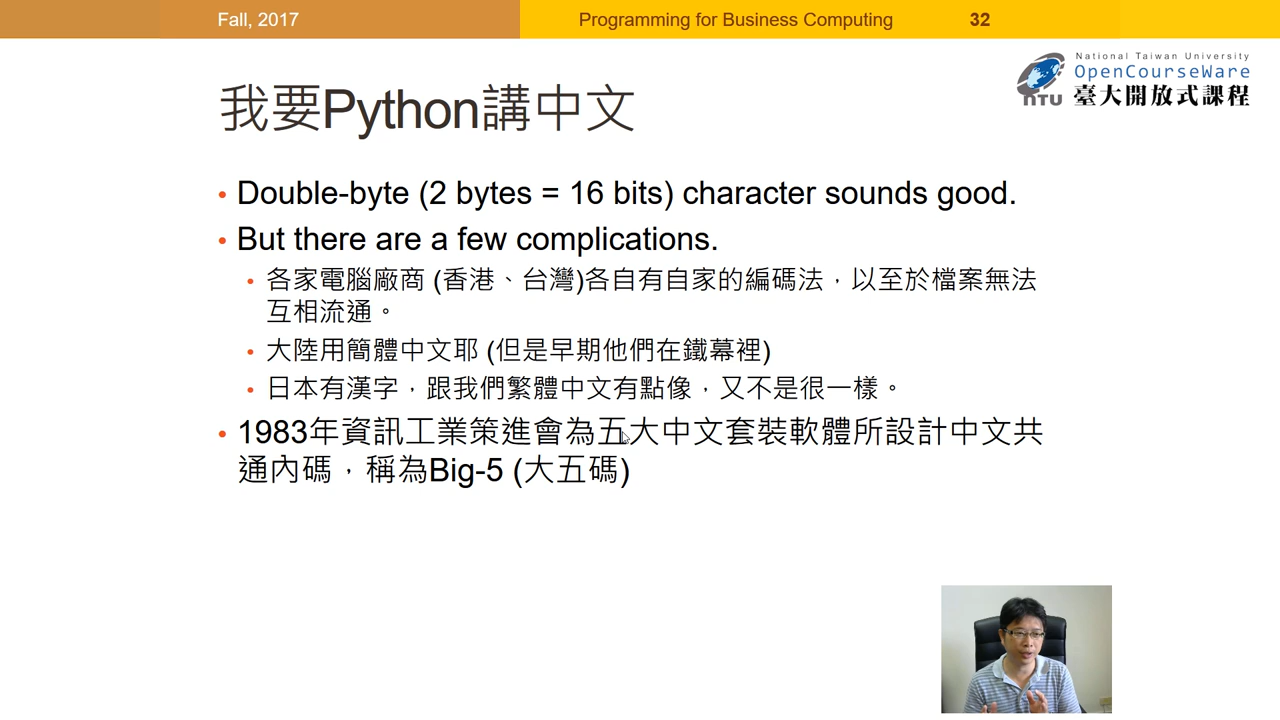 Fall, 2017
Programming for Business Computing
32
National Taiwan University
OpenCourseWare
NTU 臺大開放式課程
我要Python講中文
• Double-byte (2 bytes = 16 bits) character sounds good.
• But there are a few complications.
• 各家電腦廠商 (香港、台灣)各自有自家的編碼法，以至於檔案無法
互相流通。
• 大陸用簡體中文耶 (但是早期他們在鐵幕裡)
• 日本有漢字，跟我們繁體中文有點像，又不是很一樣。
• 1983年資訊工業策進會為五大中文套裝軟體所設計中文共
通內碼，稱為Big-5 (大五碼)